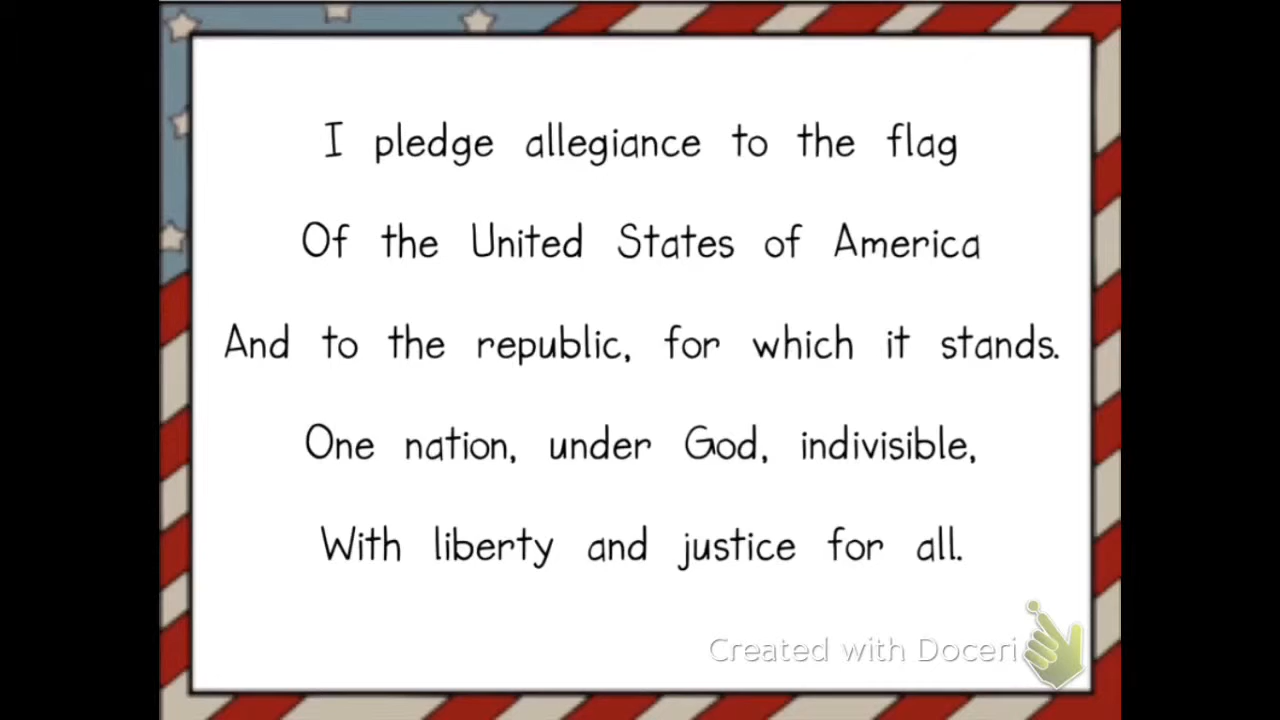 I pledge allegiance to the flag
Of the United States of America
And to the republic, for which it stands.
One nation, under God, indivisible,
With liberty and justice for all.
Created with Doceri